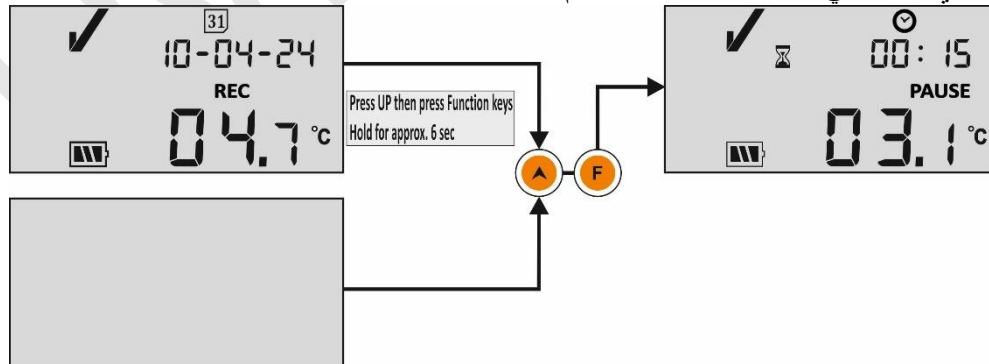 31
10-04-24
REC
04.7 °C
Press UP then press Function keys
Hold for approx. 6 sec
F
00:15
PAUSE
03.1 °C